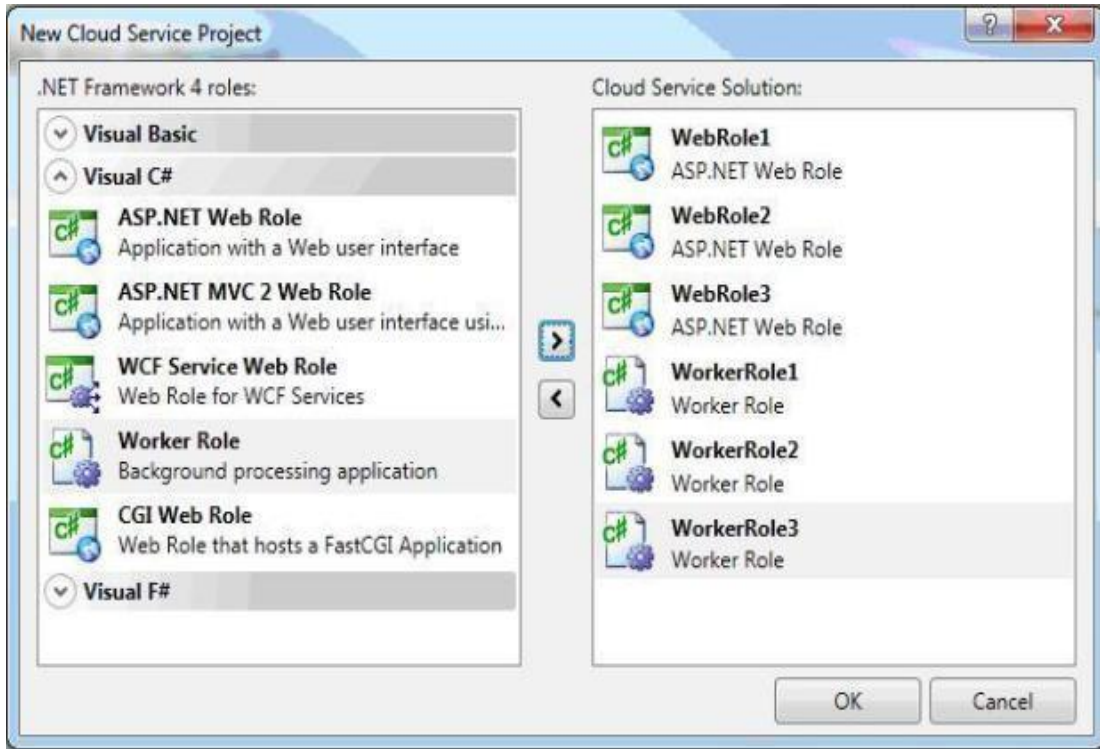 New Cloud Service Project
.NET Framework 4 roles:
Visual Basic
Visual C#
ASP.NET Web Role
Application with a Web user interface
ASP.NET MVC 2 Web Role
Application with a Web user interface usi...
WCF Service Web Role
Web Role for WCF Services
Worker Role
Background processing application
CGI Web Role
Web Role that hosts a FastCGI Application
Visual F#
Cloud Service Solution:
WebRole1
ASP.NET Web Role
WebRole2
ASP.NET Web Role
WebRole3
ASP.NET Web Role
WorkerRole1
Worker Role
WorkerRole2
Worker Role
WorkerRole3
Worker Role
OK
Cancel